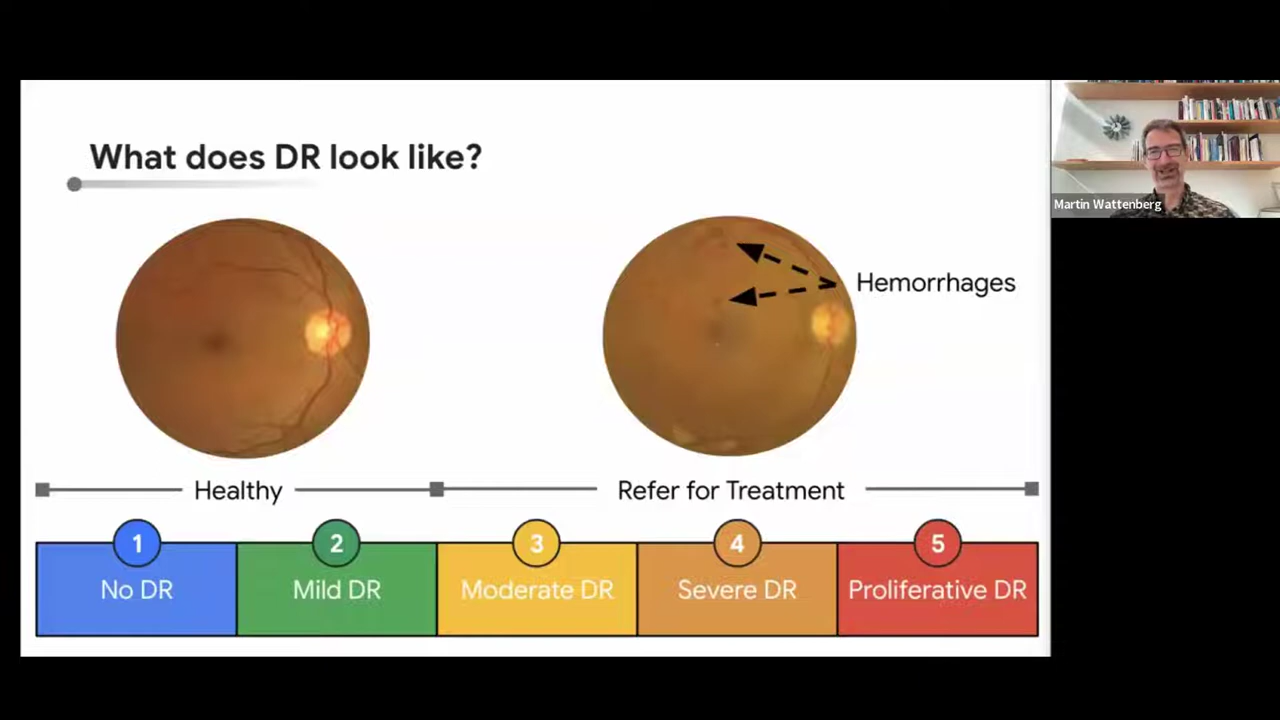 What does DR look like?
Martin Wattenberg
Hemorrhages
Healthy
Refer for Treatment
1
2
3
4
5
No DR
Mild DR
Moderate DR
Severe DR
Proliferative DR